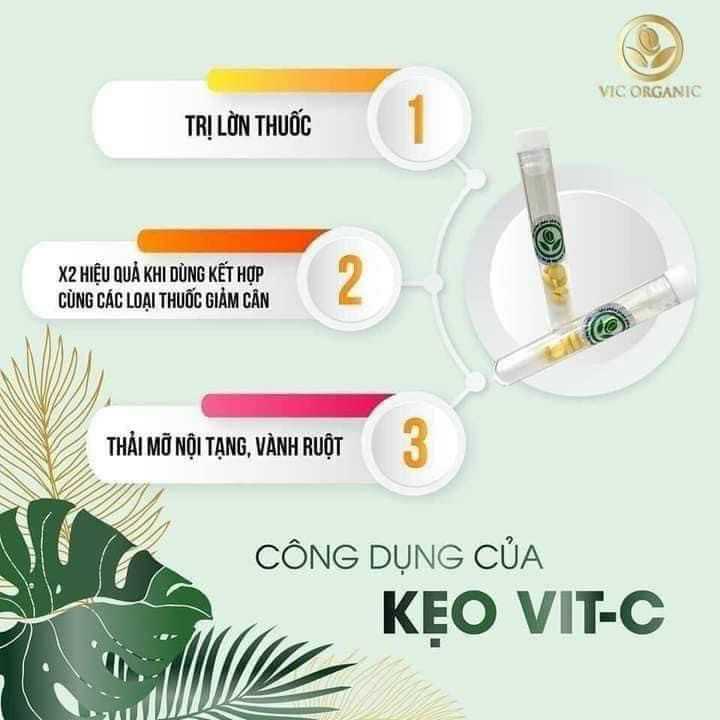 VIC ORGANIC
TRỊ LỜN THUỐC
1
X2 HIỆU QUẢ KHI DÙNG KẾT HỢP
CÙNG CÁC LOẠI THUỐC GIẢM CÂN
2
THẢI MỠ NỘI TẠNG, VÀNH RUỘT
3
CÔNG DỤNG CỦA
KẸO VIT-C